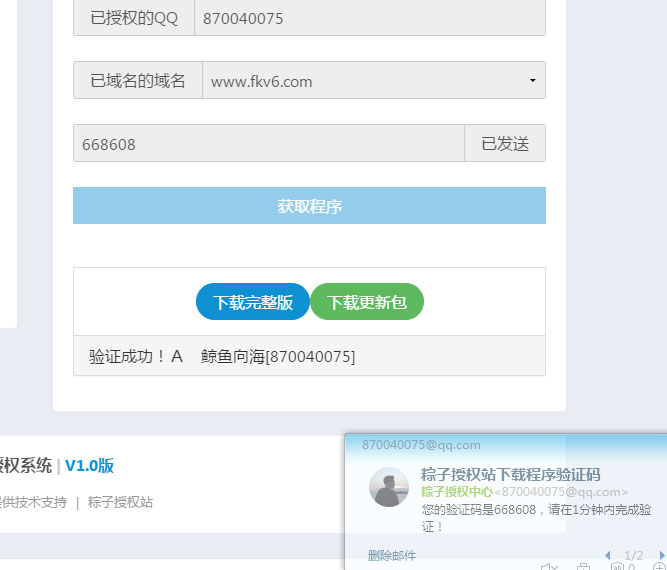 已授权的QQ 870040075
已域名的域名 www.fkv6.com
668608 已发送
获取程序
下载完整版 下载更新包
验证成功！A 鲸鱼向海[870040075]
权系统 | V1.0版
供技术支持 | 粽子授权站
870040075@qq.com
粽子授权站下载程序验证码
粽子授权中心<870040075@qq.com>
您的验证码是668608，请在1分钟内完成验
证！
删除邮件 1/2
0